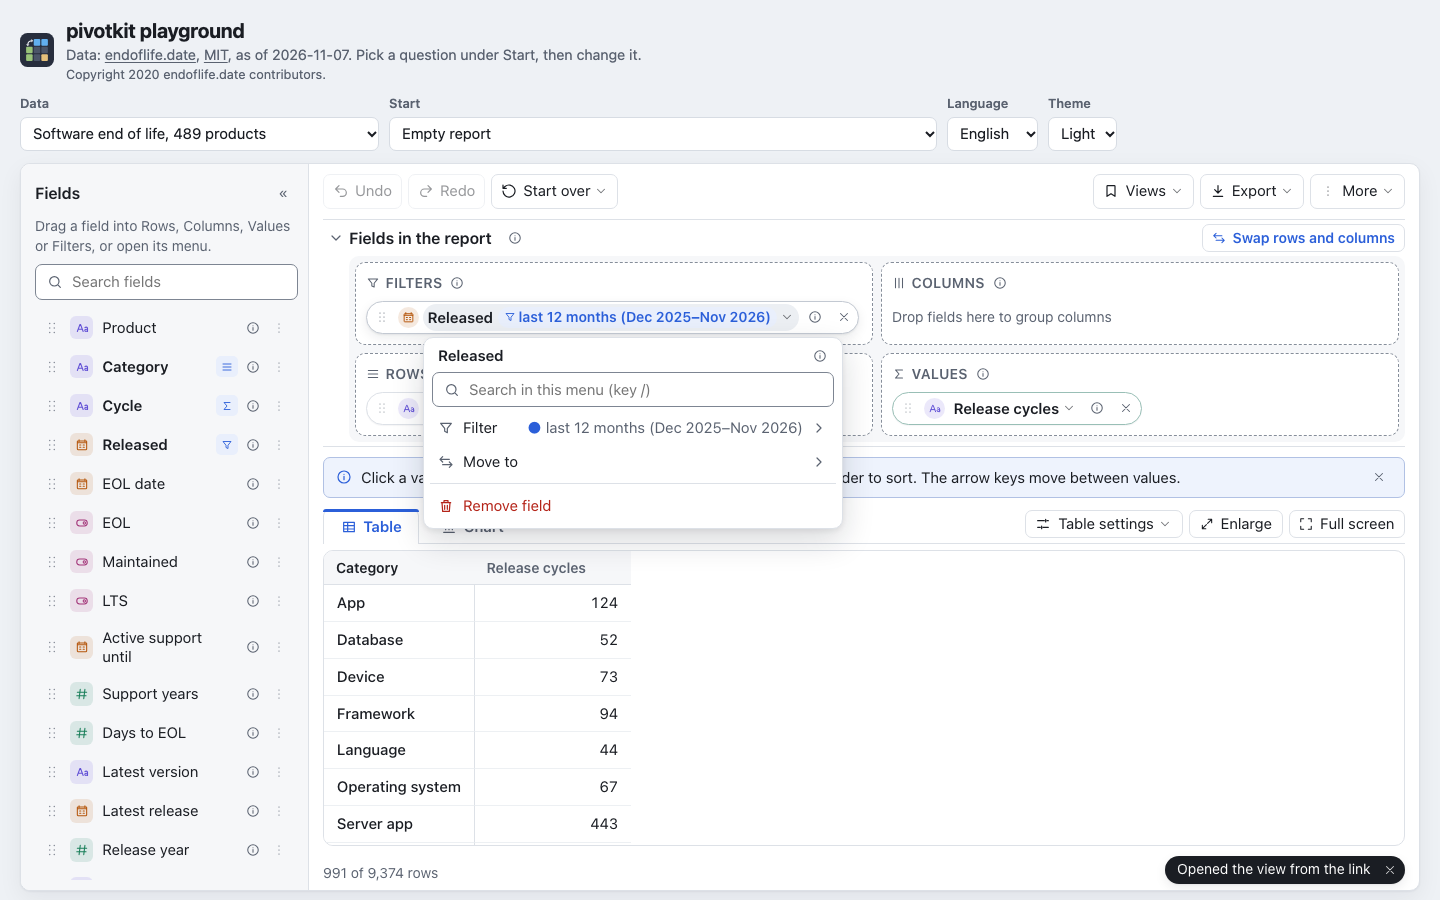 pivotkit playground
Data: endoflife.date, MIT, as of 2026-11-07. Pick a question under Start, then change it.
Copyright 2020 endoflife.date contributors.
Data
Start
Language
Theme
Software end of life, 489 products
Empty report
English
Light
Fields
«
Drag a field into Rows, Columns, Values
or Filters, or open its menu.
Search fields
Aa Product
Aa Category
Aa Cycle Σ
Released
EOL date
EOL
Maintained
LTS
Active support
until
# Support years
# Days to EOL
Aa Latest version
Latest release
# Release year
Undo
Redo
Start over
Views
Export
More
Fields in the report
Swap rows and columns
FILTERS
Released last 12 months (Dec 2025–Nov 2026)
COLUMNS
Drop fields here to group columns
ROWS
Aa
Σ VALUES
Aa Release cycles
Released
Search in this menu (key /)
Filter last 12 months (Dec 2025–Nov 2026)
Move to
Remove field
Click a va
der to sort. The arrow keys move between values.
Table
Chart
Table settings
Enlarge
Full screen
Category Release cycles
App 124
Database 52
Device 73
Framework 94
Language 44
Operating system 67
Server app 443
991 of 9,374 rows
Opened the view from the link